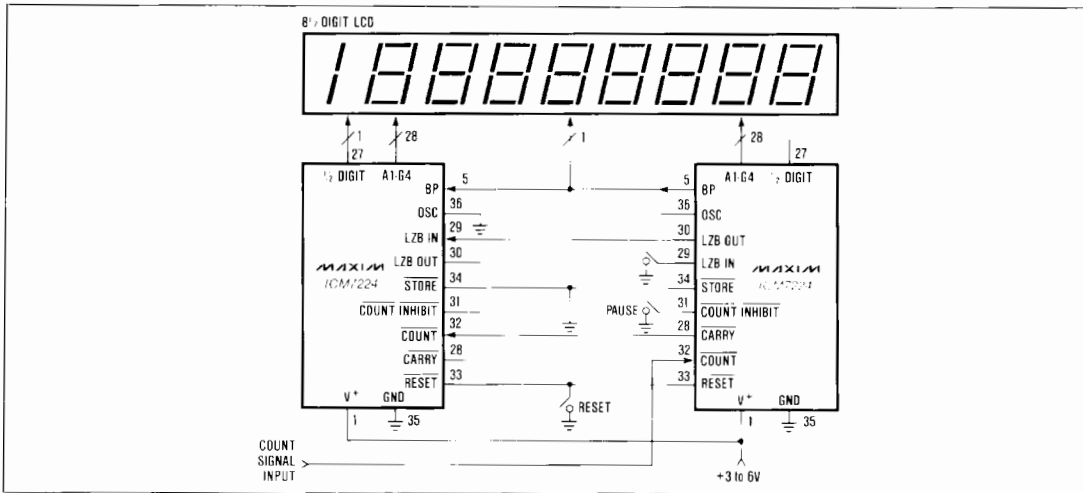 8½ DIGIT LCD
1 28 1 28
27 27
½ DIGIT A1-G4 A1-G4 ½ DIGIT
BP 5 5 BP
OSC 36 36 OSC
LZB IN 29 30 LZB OUT
LZB OUT 30 29 LZB IN
MAXIM MAXIM
ICM7224 ICM7224
STORE 34 34 STORE
COUNT INHIBIT 31 PAUSE 31 COUNT INHIBIT
COUNT 32 28 CARRY
CARRY 28 32 COUNT
RESET 33 33 RESET
V+ GND RESET V+ GND
1 35 1 35
COUNT
SIGNAL
INPUT
+3 to 6V